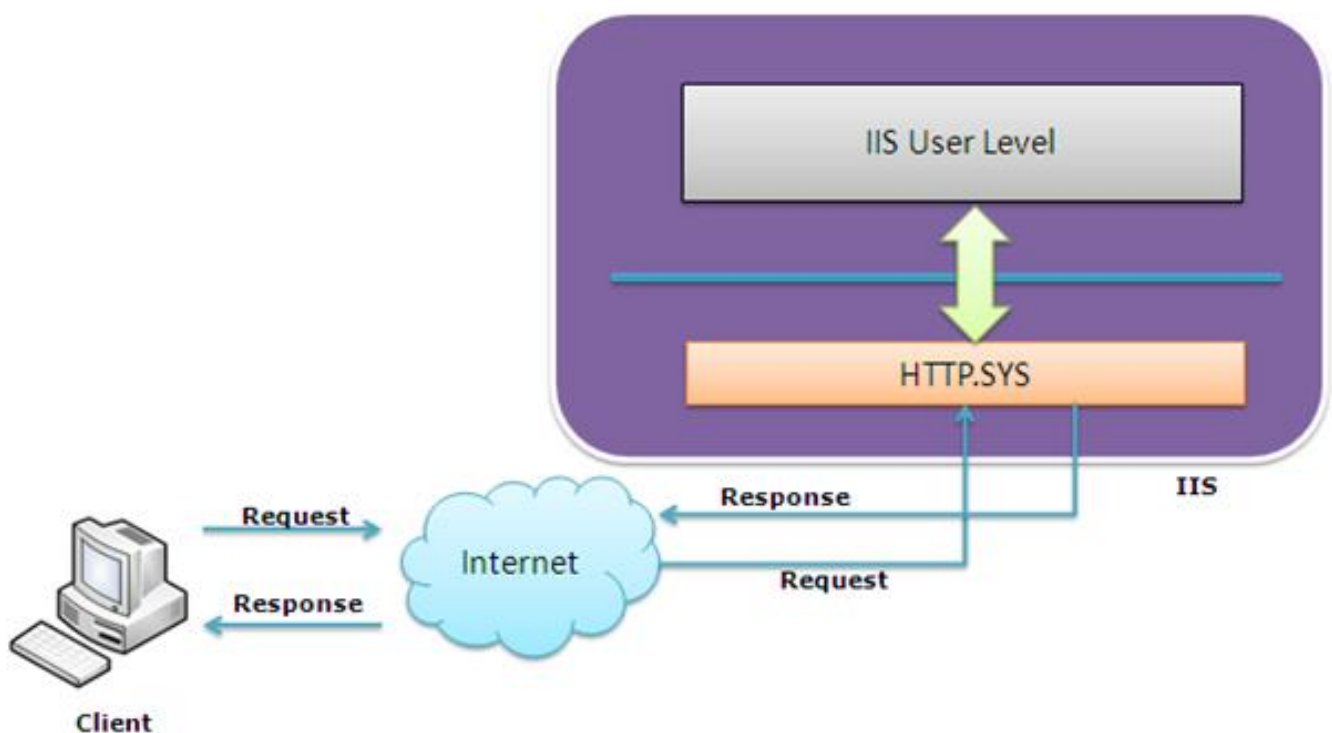 IIS User Level
HTTP.SYS
IIS
Response
Request
Internet
Request
Response
Client